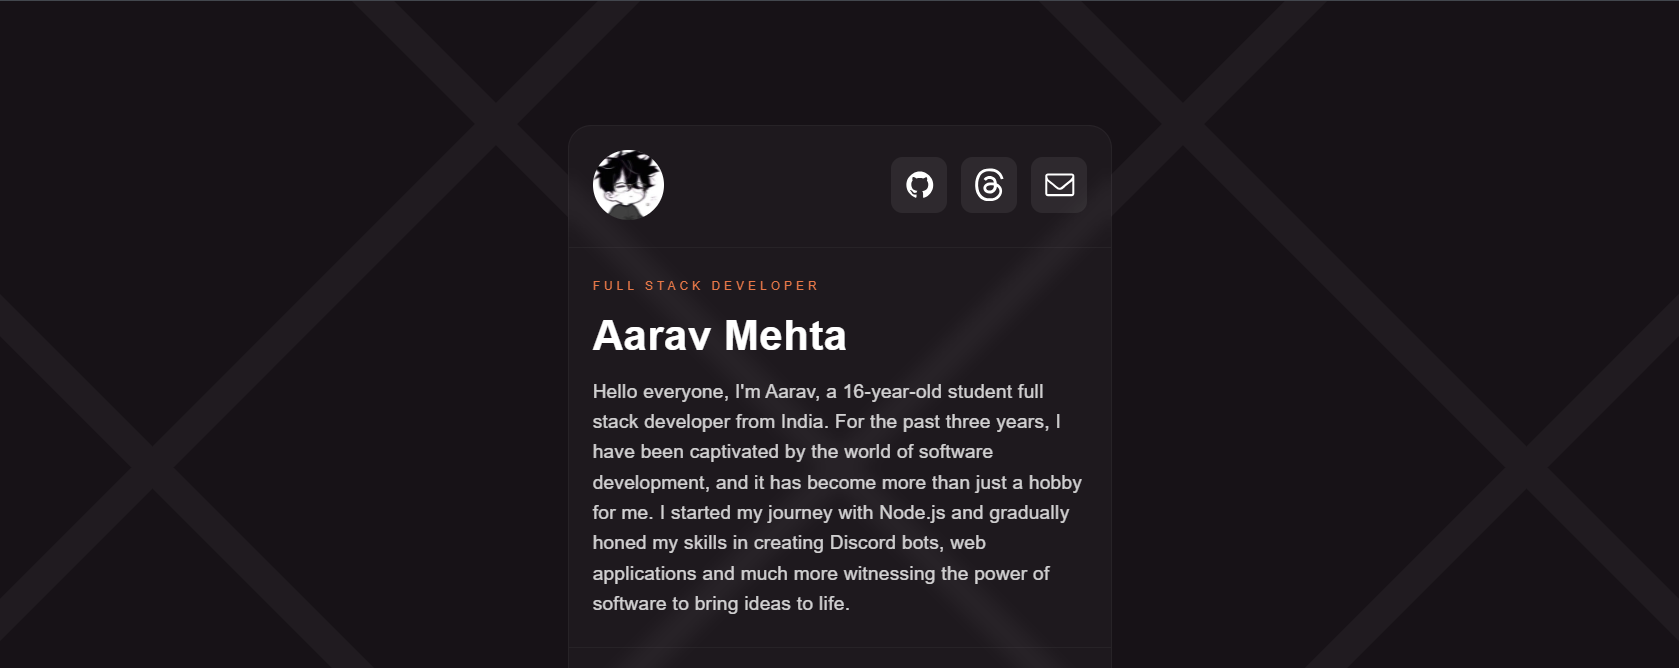 FULL STACK DEVELOPER
Aarav Mehta
Hello everyone, I'm Aarav, a 16-year-old student full
stack developer from India. For the past three years, I
have been captivated by the world of software
development, and it has become more than just a hobby
for me. I started my journey with Node.js and gradually
honed my skills in creating Discord bots, web
applications and much more witnessing the power of
software to bring ideas to life.